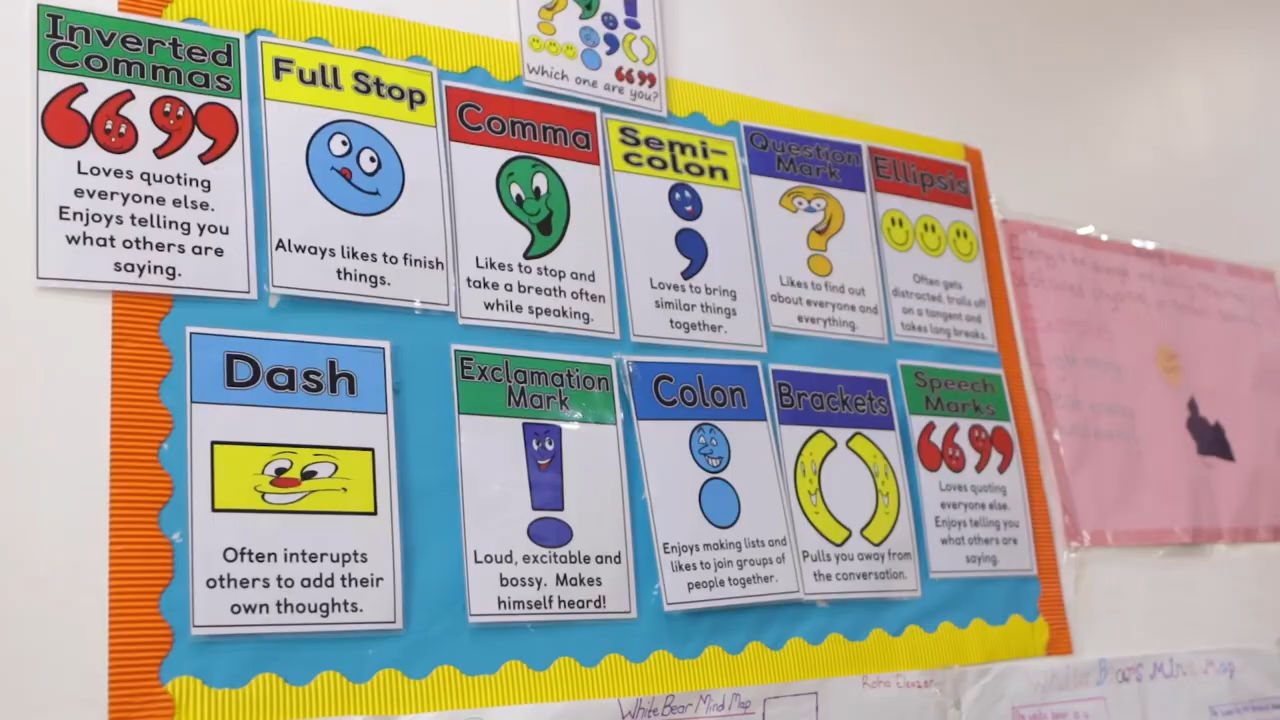 Which one are you?
Inverted
Commas
Loves quoting
everyone else.
Enjoys telling you
what others are
saying.
Full Stop
Always likes to finish
things.
Comma
Likes to stop and
take a breath often
while speaking.
Semi-
colon
Loves to bring
similar things
together.
Question
Mark
Likes to find out
about everyone and
everything.
Ellipsis
Often gets
distracted, trails off
on a tangent and
takes long breaks.
Dash
Often interupts
others to add their
own thoughts.
Exclamation
Mark
Loud, excitable and
bossy. Makes
himself heard!
Colon
Enjoys making lists and
likes to join groups of
people together.
Brackets
Pulls you away from
the conversation.
Speech
Marks
Loves quoting
everyone else.
Enjoys telling you
what others are
saying.
White Bear Mind Map
Mind Map